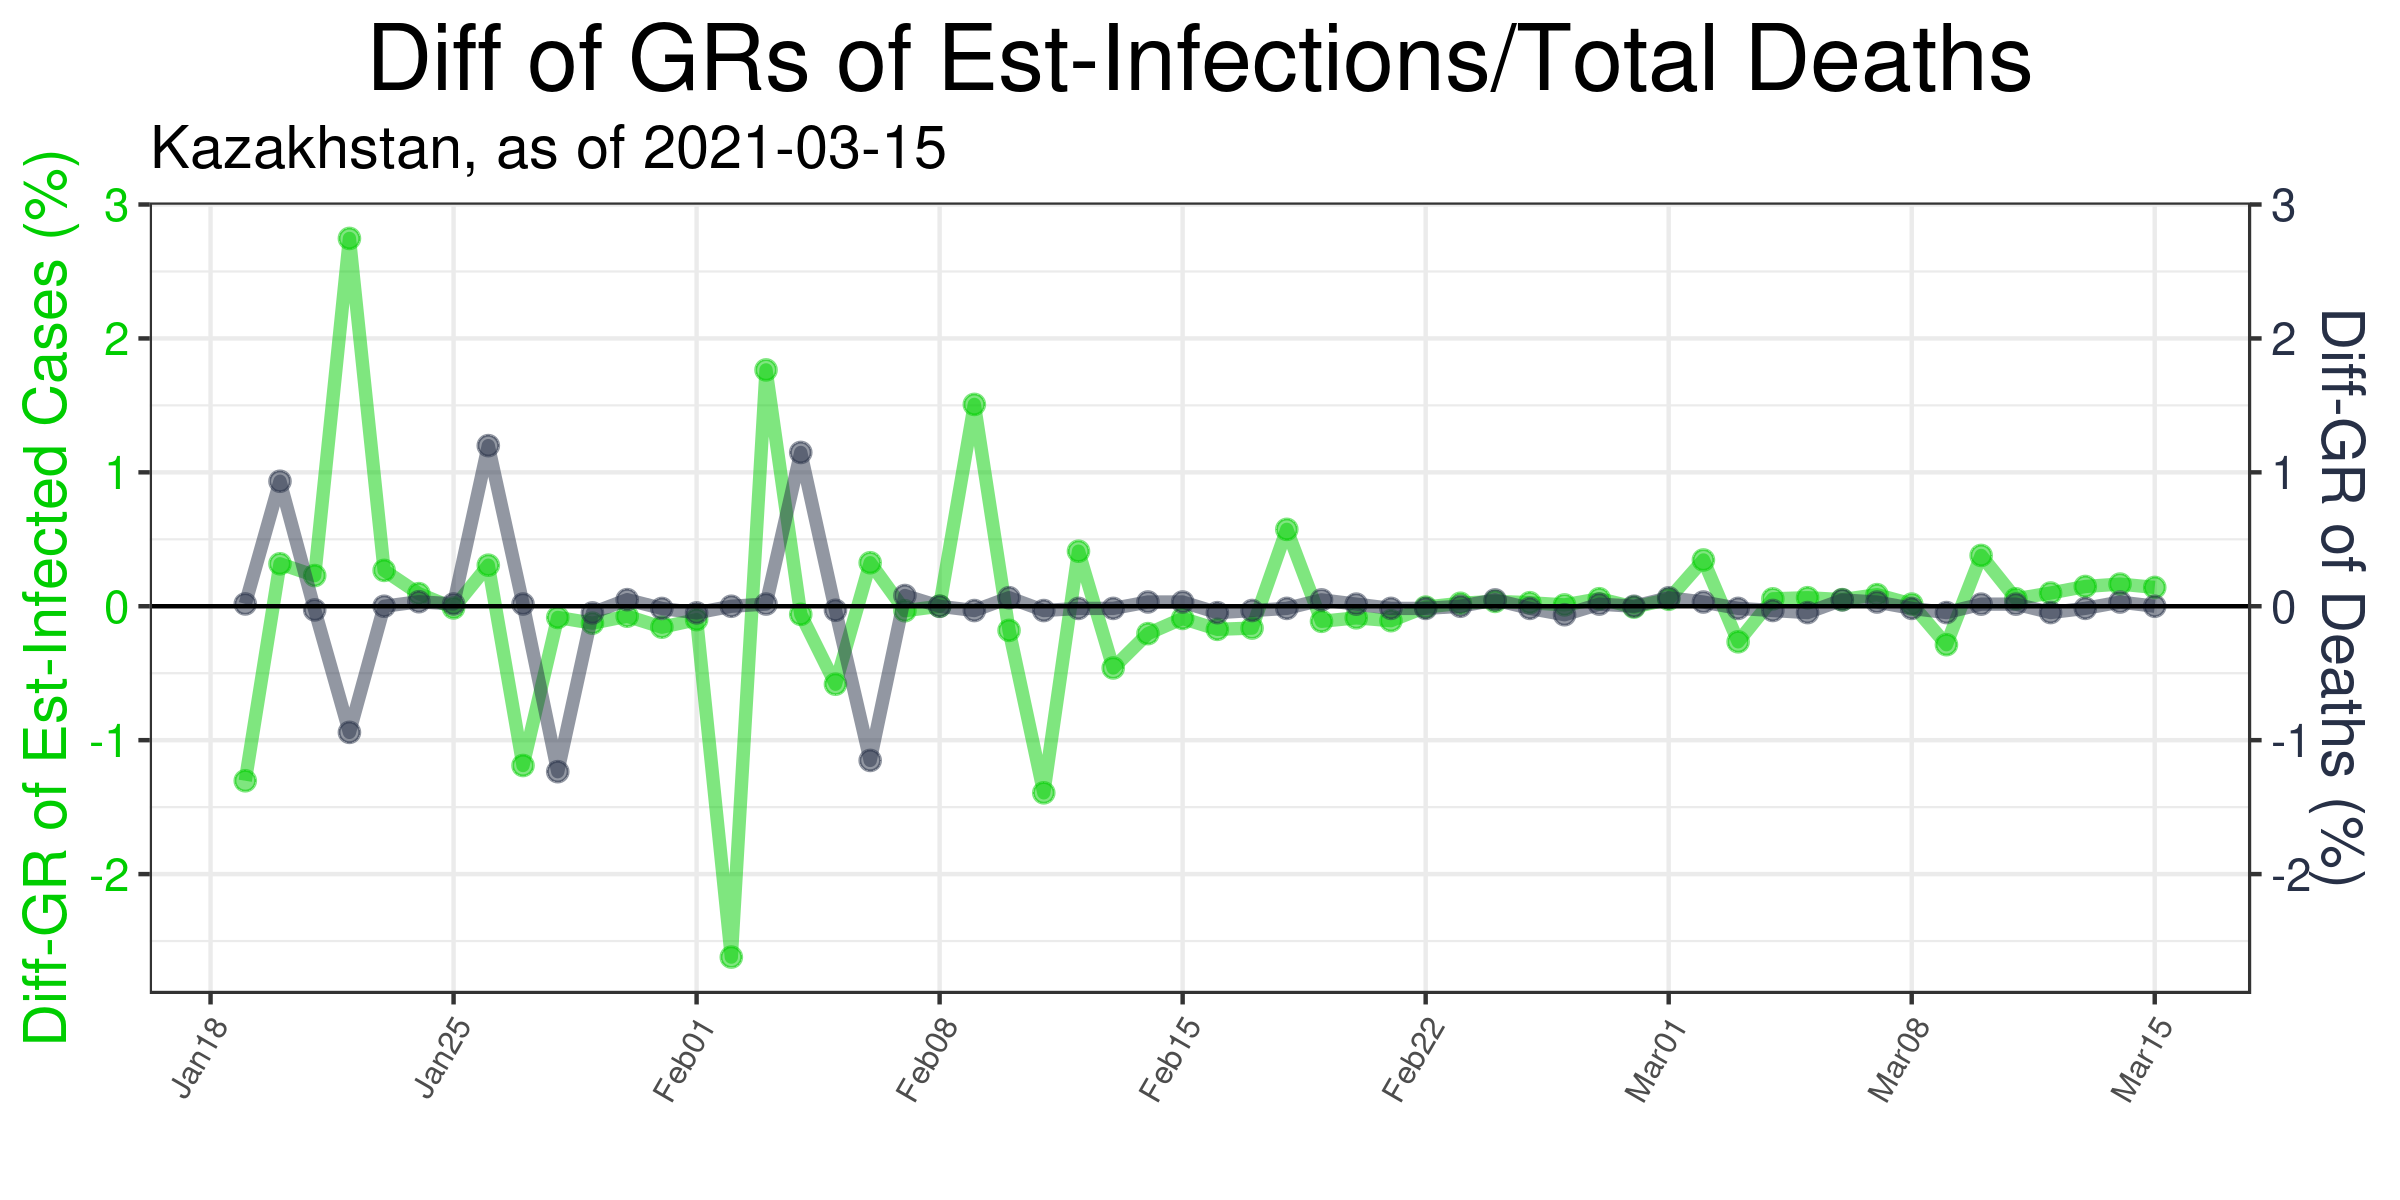 Diff of GRs of Est-Infections/Total Deaths
Kazakhstan, as of 2021-03-15
Diff-GR of Est-Infected Cases (%)
3
2
1
0
-1
-2
3
2
1
0
-1
-2
Diff-GR of Deaths (%)
Jan18
Jan25
Feb01
Feb08
Feb15
Feb22
Mar01
Mar08
Mar15